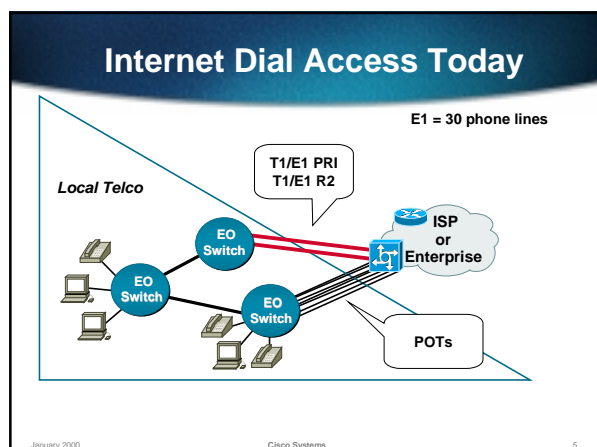 Internet Dial Access Today
E1 = 30 phone lines
T1/E1 PRI
T1/E1 R2
Local Telco
ISP
or
Enterprise
EO
Switch
EO
Switch
EO
Switch
POTs
January 2000
Cisco Systems
5